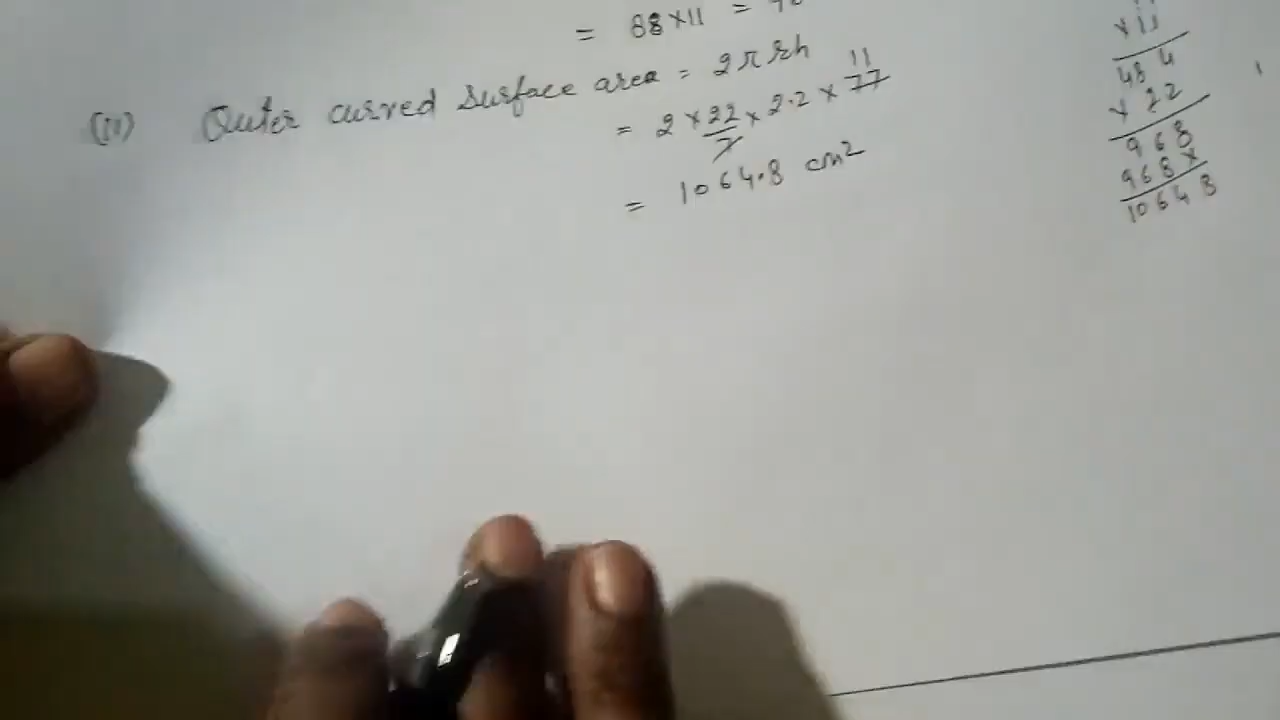 = 88×11 =
(ii) Outer curved surface area = 2πrh
= 2 × 22/7 × 2.2 × 77 11
= 1064.8 cm²
×11
484
× 22
968
968×
10648